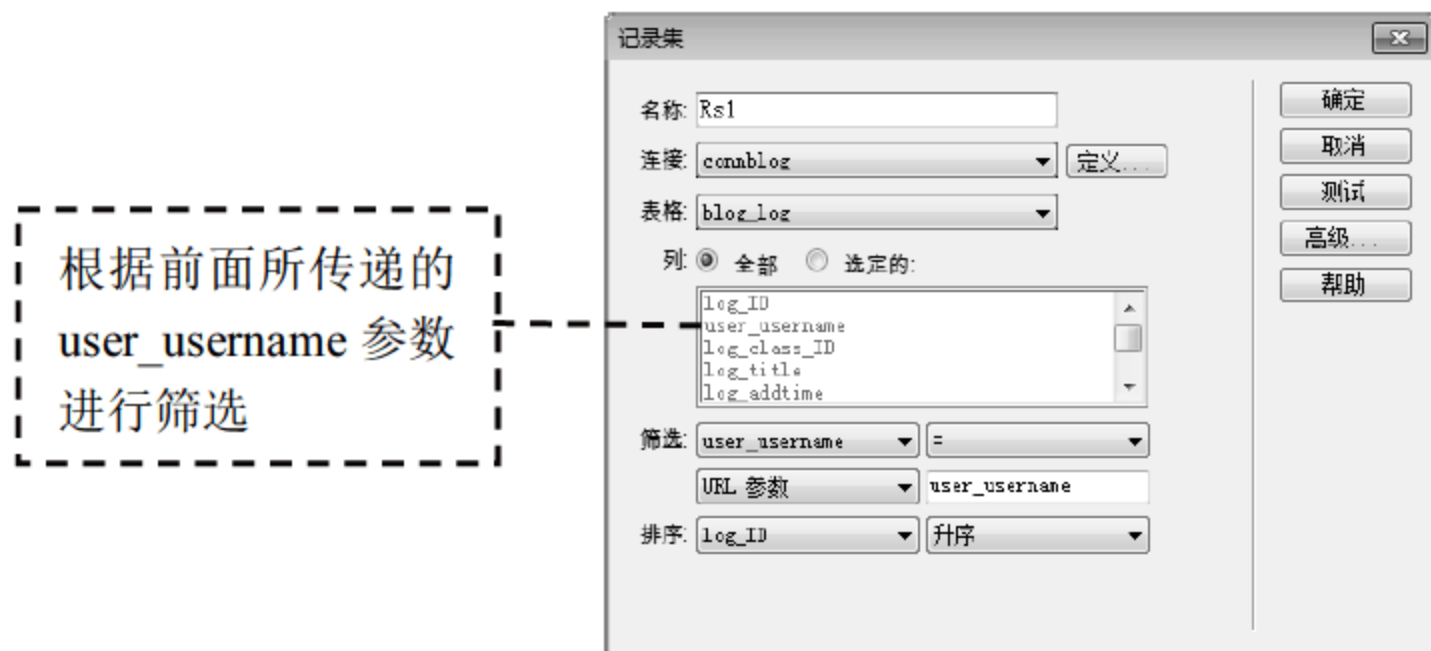 记录集
名称: Rs1
连接: connblog 定义...
表格: blog_log
列: 全部 选定的:
log_ID
user_username
log_class_ID
log_title
log_addtime
筛选: user_username =
URL 参数 user_username
排序: log_ID 升序
确定
取消
测试
高级...
帮助
根据前面所传递的
user_username 参数
进行筛选